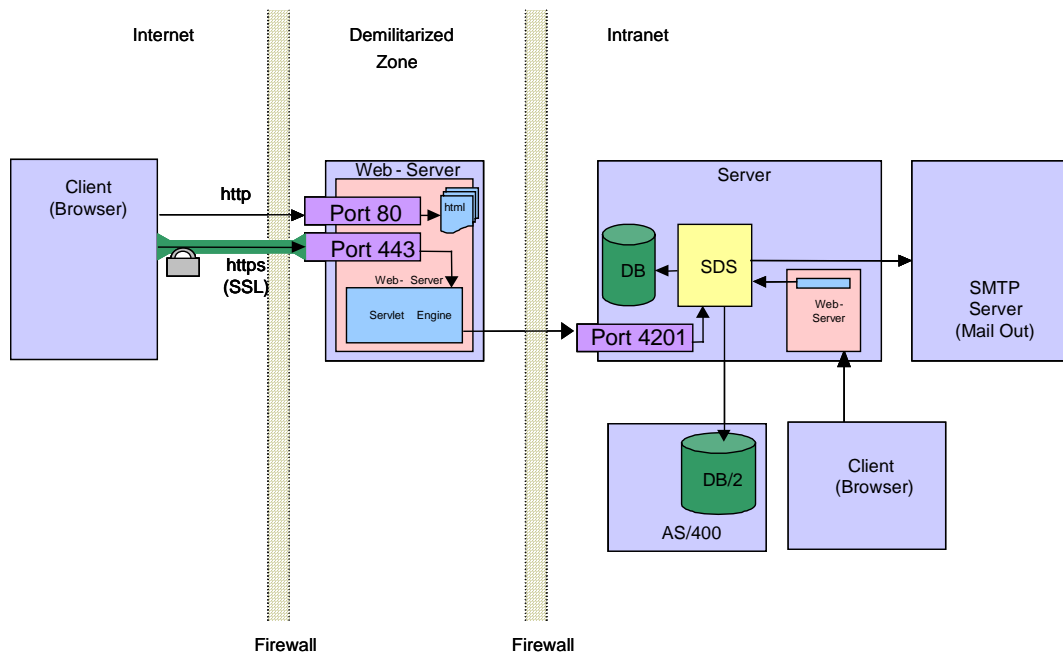 Internet
Demilitarized
Zone
Intranet
Client
(Browser)
http
https
(SSL)
Web - Server
Port 80
html
Port 443
Web- Server
Servlet Engine
Server
DB
SDS
Web-
Server
Port 4201
SMTP
Server
(Mail Out)
DB/2
AS/400
Client
(Browser)
Firewall
Firewall